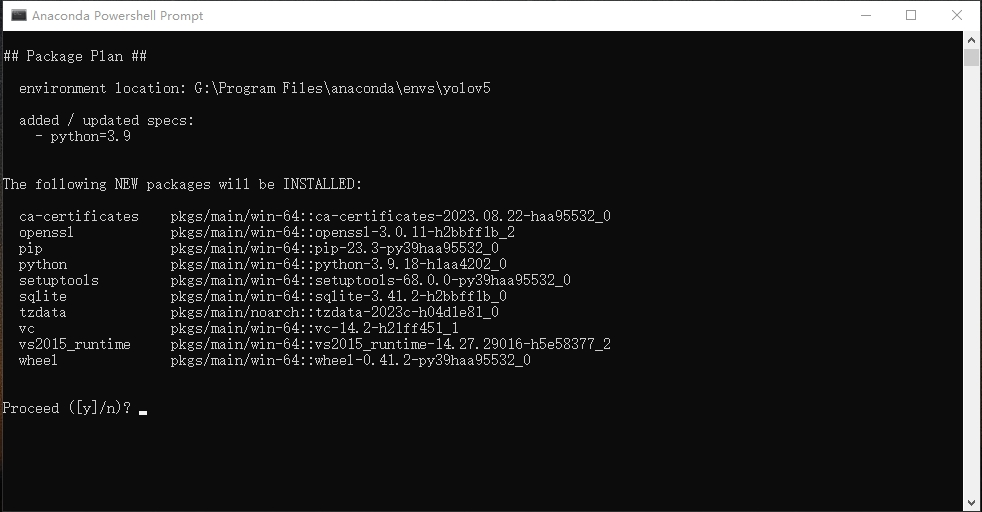 Anaconda Powershell Prompt
## Package Plan ##
environment location: G:\Program Files\anaconda\envs\yolov5
added / updated specs:
- python=3.9
The following NEW packages will be INSTALLED:
ca-certificates pkgs/main/win-64::ca-certificates-2023.08.22-haa95532_0
openssl pkgs/main/win-64::openssl-3.0.11-h2bbff1b_2
pip pkgs/main/win-64::pip-23.3-py39haa95532_0
python pkgs/main/win-64::python-3.9.18-h1aa4202_0
setuptools pkgs/main/win-64::setuptools-68.0.0-py39haa95532_0
sqlite pkgs/main/win-64::sqlite-3.41.2-h2bbff1b_0
tzdata pkgs/main/noarch::tzdata-2023c-h04d1e81_0
vc pkgs/main/win-64::vc-14.2-h21ff451_1
vs2015_runtime pkgs/main/win-64::vs2015_runtime-14.27.29016-h5e58377_2
wheel pkgs/main/win-64::wheel-0.41.2-py39haa95532_0
Proceed ([y]/n)?